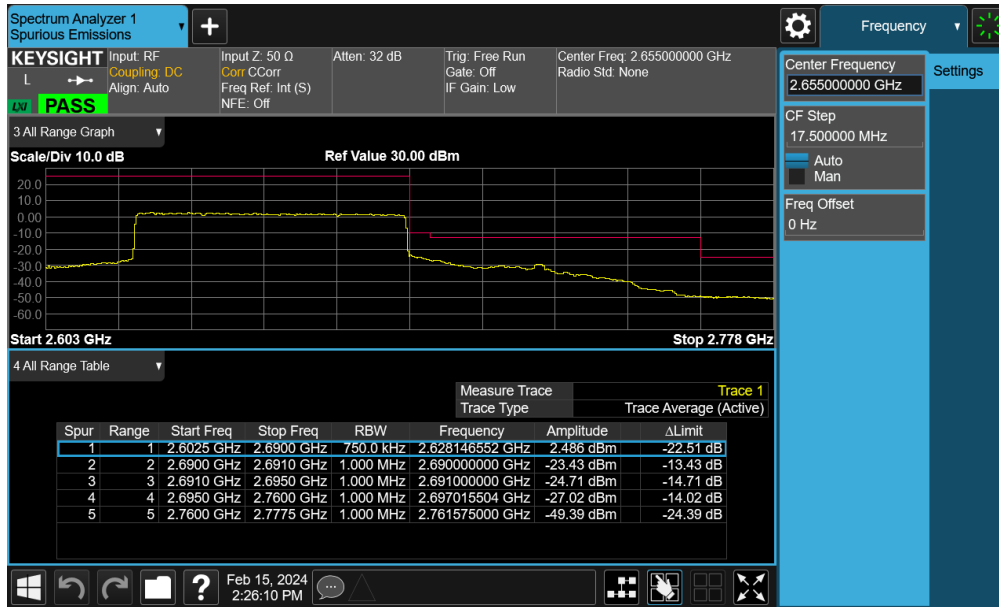 Spectrum Analyzer 1
Spurious Emissions
+
Frequency
KEYSIGHT
L
LXI PASS
Input: RF
Coupling: DC
Align: Auto
Input Z: 50 Ω
Corr CCorr
Freq Ref: Int (S)
NFE: Off
Atten: 32 dB
Trig: Free Run
Gate: Off
IF Gain: Low
Center Freq: 2.655000000 GHz
Radio Std: None
Center Frequency
2.655000000 GHz
Settings
CF Step
17.500000 MHz
Auto
Man
Freq Offset
0 Hz
3 All Range Graph
Scale/Div 10.0 dB Ref Value 30.00 dBm
20.0
10.0
0.00
-10.0
-20.0
-30.0
-40.0
-50.0
-60.0
Start 2.603 GHz Stop 2.778 GHz
4 All Range Table
Measure Trace Trace 1
Trace Type Trace Average (Active)
Spur Range Start Freq Stop Freq RBW Frequency Amplitude ΔLimit
1 1 2.6025 GHz 2.6900 GHz 750.0 kHz 2.628146552 GHz 2.486 dBm -22.51 dB
2 2 2.6900 GHz 2.6910 GHz 1.000 MHz 2.690000000 GHz -23.43 dBm -13.43 dB
3 3 2.6910 GHz 2.6950 GHz 1.000 MHz 2.691000000 GHz -24.71 dBm -14.71 dB
4 4 2.6950 GHz 2.7600 GHz 1.000 MHz 2.697015504 GHz -27.02 dBm -14.02 dB
5 5 2.7600 GHz 2.7775 GHz 1.000 MHz 2.761575000 GHz -49.39 dBm -24.39 dB
?
Feb 15, 2024
2:26:10 PM